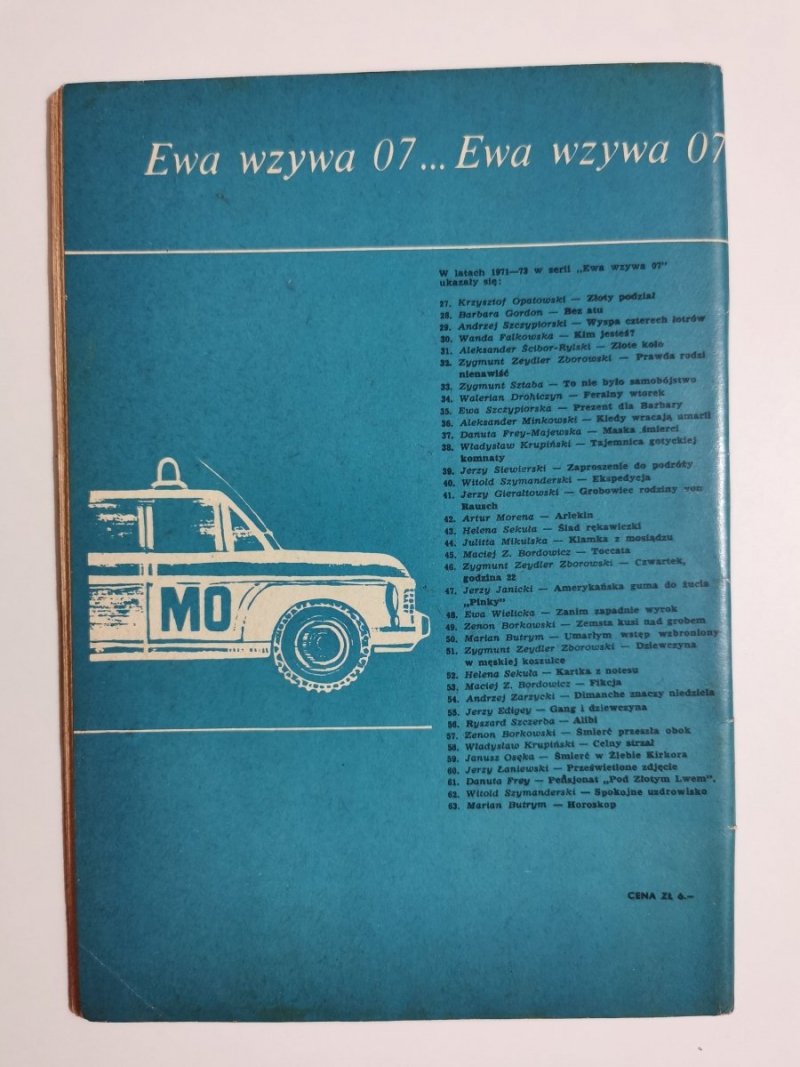 Ewa wzywa 07... Ewa wzywa 07
W latach 1971—73 w serii „Ewa wzywa 07"
ukazały się:
27. Krzysztof Opatowski — Złoty podział
28. Barbara Gordon — Bez atu
29. Andrzej Szczypiorski — Wyspa czterech łotrów
30. Wanda Falkowska — Kim jesteś?
31. Aleksander Ścibor-Rylski — Złote koło
32. Zygmunt Zeydler Zborowski — Prawda rodzi
nienawiść
33. Zygmunt Sztaba — To nie było samobójstwo
34. Walerian Drohiczyn — Feralny wtorek
35. Ewa Szczypiorska — Prezent dla Barbary
36. Aleksander Minkowski — Kiedy wracają umarli
37. Danuta Frey-Majewska — Maska śmierci
38. Władysław Krupiński — Tajemnica gotyckiej
komnaty
39. Jerzy Siewierski — Zaproszenie do podróży
40. Witold Szymanderski — Ekspedycja
41. Jerzy Gierałtowski — Grobowiec rodziny von
Rausch
42. Artur Morena — Arlekin
43. Helena Sekuła — Ślad rękawiczki
44. Julitta Mikulska — Klamka z mosiądzu
45. Maciej Z. Bordowicz — Toccata
46. Zygmunt Zeydler Zborowski — Czwartek,
godzina 22
47. Jerzy Janicki — Amerykańska guma do żucia
„Pinky"
48. Ewa Wielicka — Zanim zapadnie wyrok
49. Zenon Borkowski — Zemsta kusi nad grobem
50. Marian Butrym — Umarłym wstęp wzbroniony
51. Zygmunt Zeydler Zborowski — Dziewczyna
w męskiej koszulce
52. Helena Sekuła — Kartka z notesu
53. Maciej Z. Bordowicz — Fikcja
54. Andrzej Zarzycki — Dimanche znaczy niedziela
55. Jerzy Edigey — Gang i dziewczyna
56. Ryszard Szczerba — Alibi
57. Zenon Borkowski — Śmierć przeszła obok
58. Władysław Krupiński — Celny strzał
59. Janusz Osęka — Śmierć w Żlebie Kirkora
60. Jerzy Łaniewski — Prześwietlone zdjęcie
61. Danuta Frey — Pensjonat „Pod Złotym Lwem".
62. Witold Szymanderski — Spokojne uzdrowisko
63. Marian Butrym — Horoskop
MO
CENA ZŁ 6.—